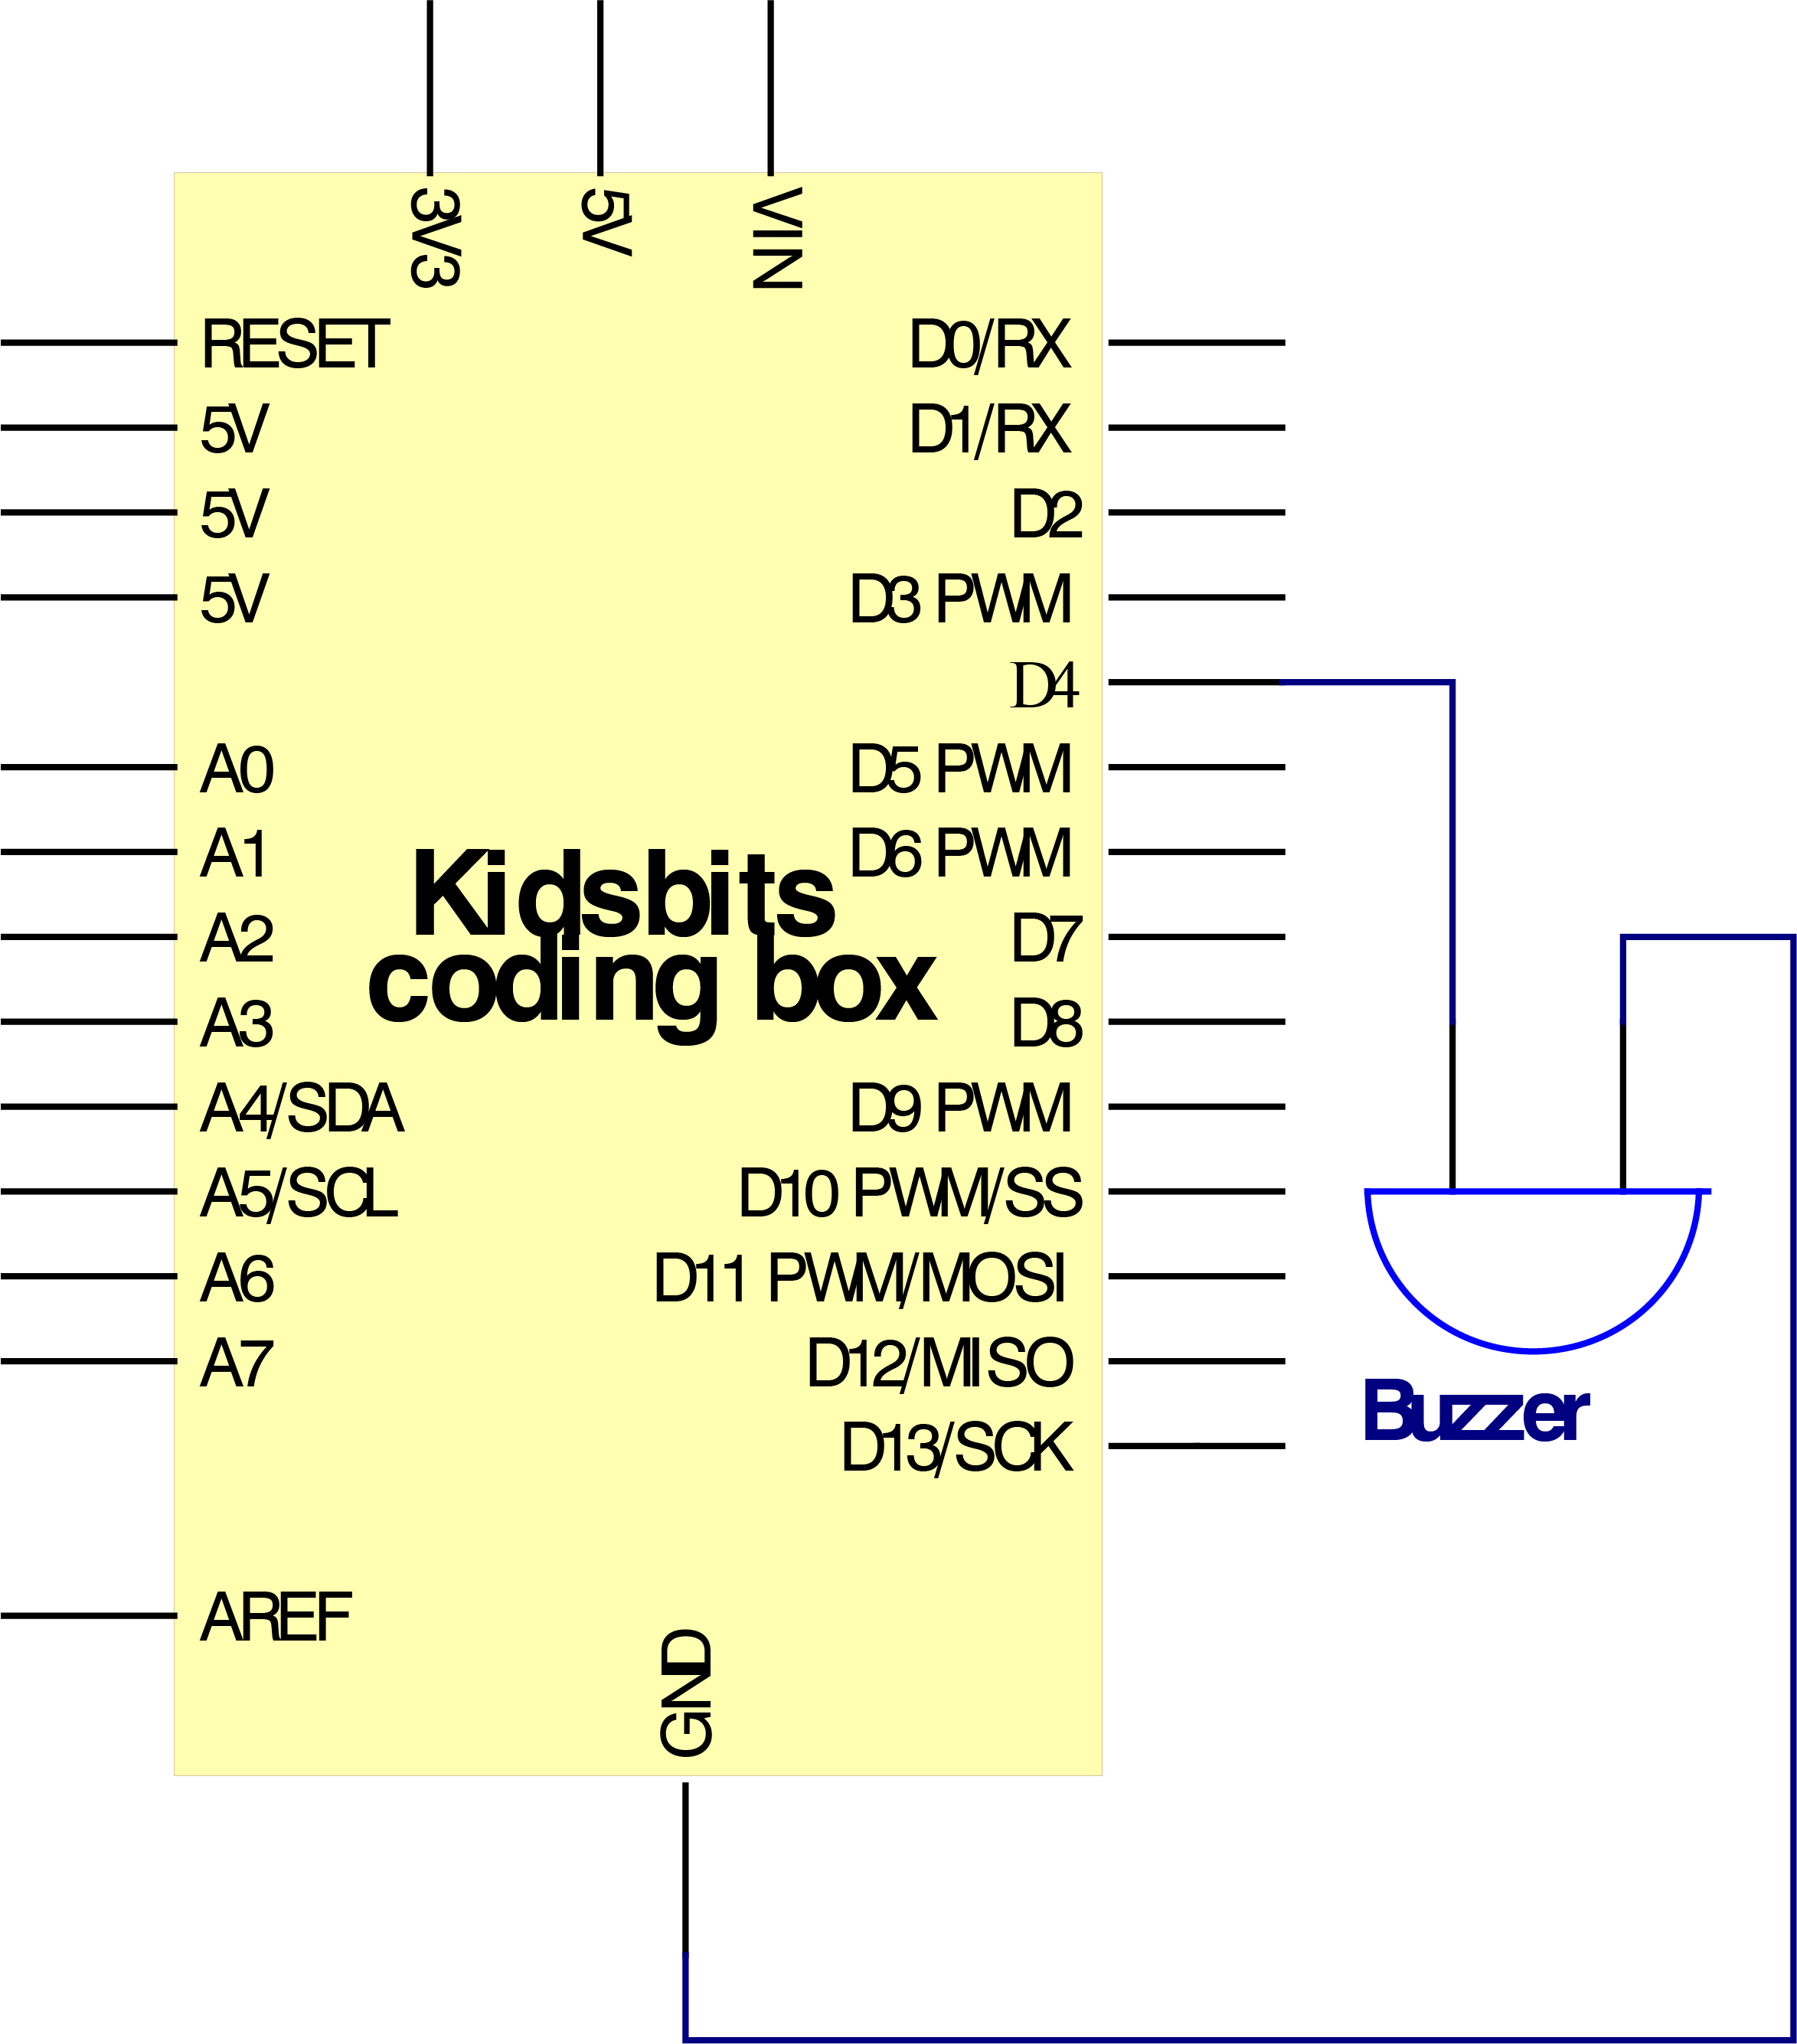 3V3
5V
VIN
RESET
5V
5V
5V
A0
A1
A2
A3
A4/SDA
A5/SCL
A6
A7
AREF
Kidsbits
coding box
D0/RX
D1/RX
D2
D3 PWM
D4
D5 PWM
D6 PWM
D7
D8
D9 PWM
D10 PWM/SS
D11 PWM/MOSI
D12/MISO
D13/SCK
GND
Buzzer